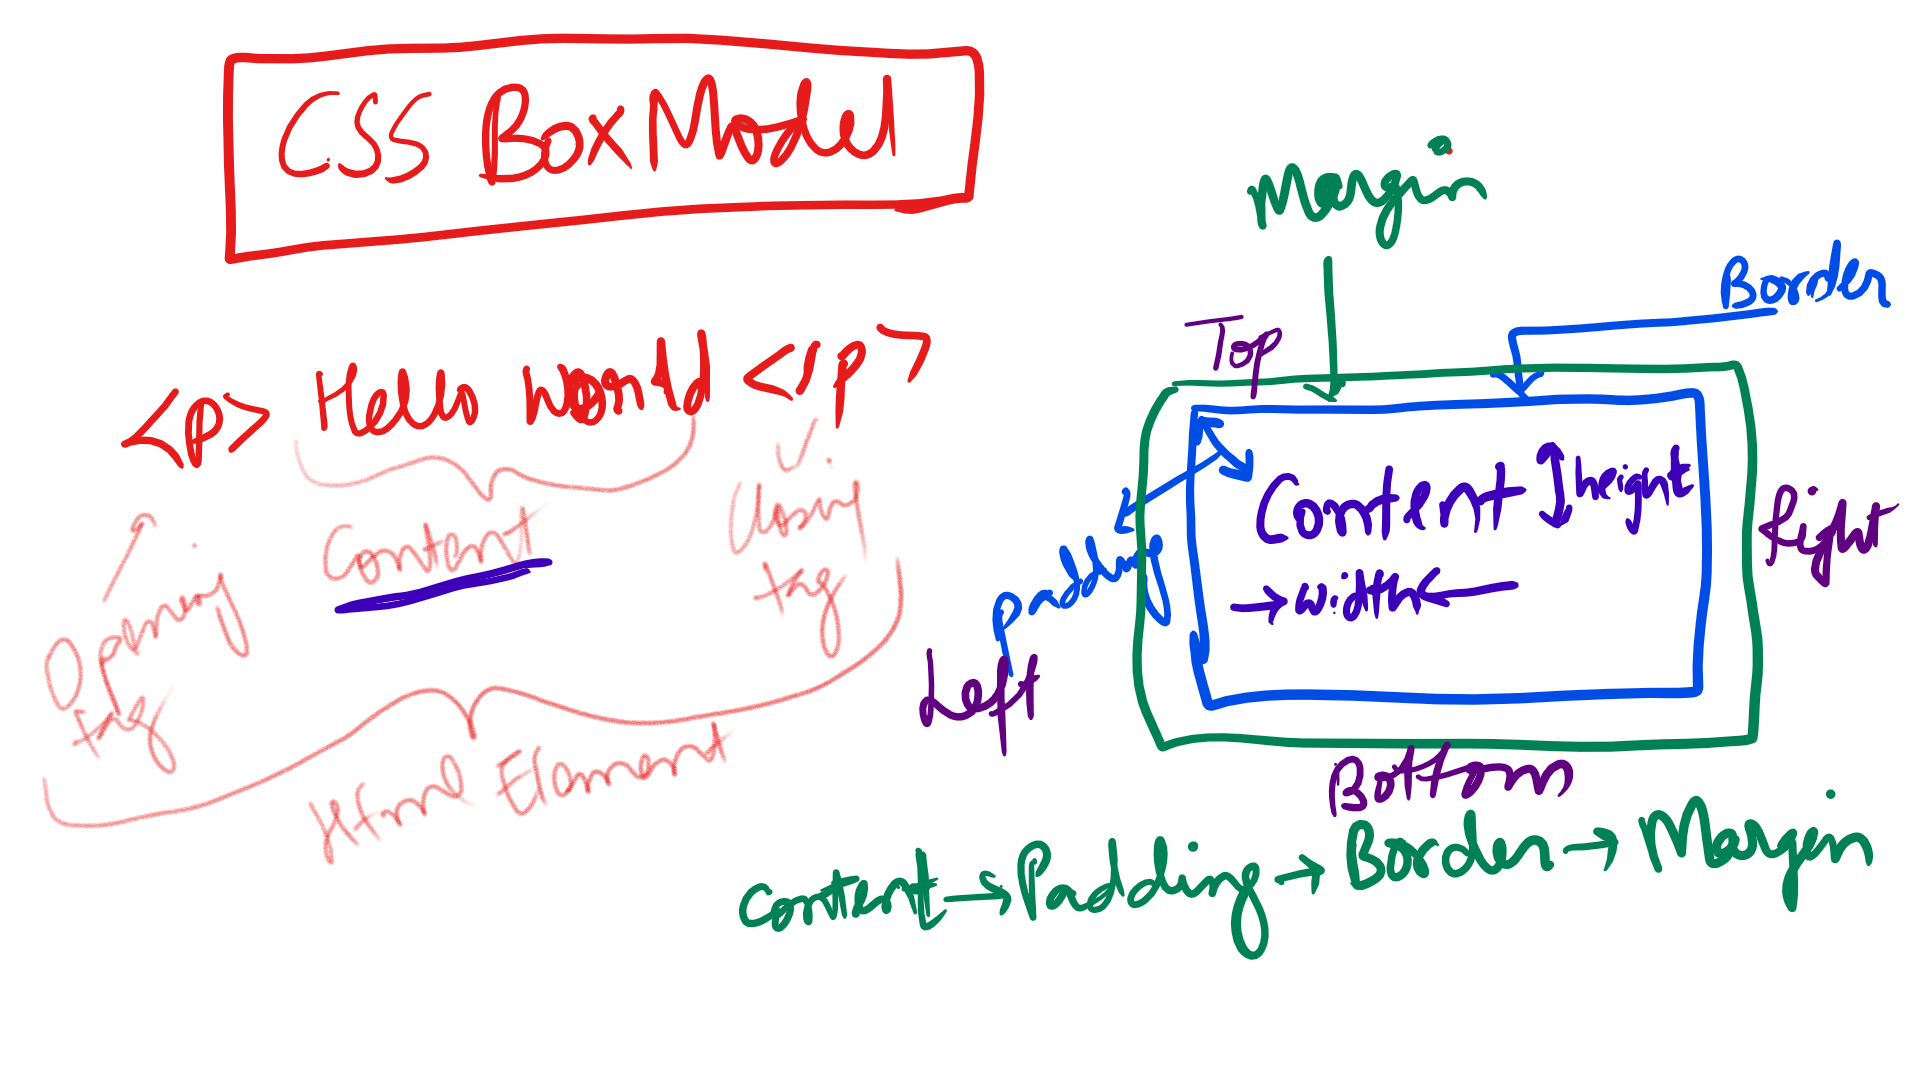 CSS Box Model
<p> Hello World </p>
Opening
tag
Content
Closing
tag
Html Element
Margin
Border
Top
Content height
width
padding
Left
Right
Bottom
Content → Padding → Border → Margin